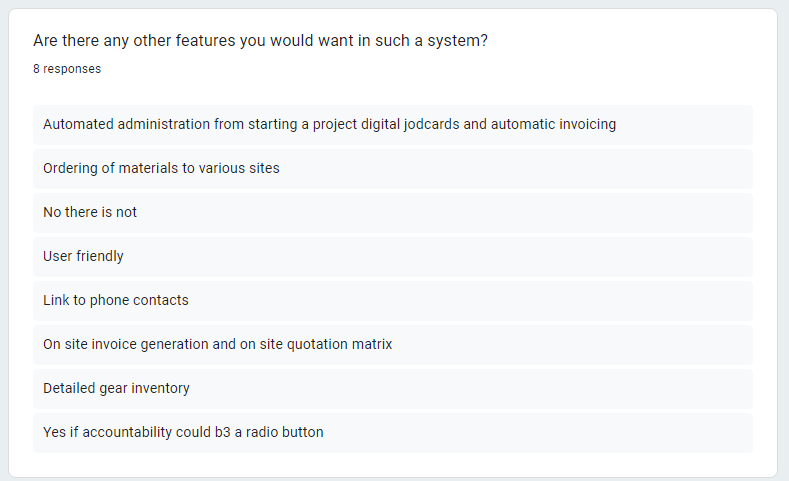 Are there any other features you would want in such a system?
8 responses
Automated administration from starting a project digital jodcards and automatic invoicing
Ordering of materials to various sites
No there is not
User friendly
Link to phone contacts
On site invoice generation and on site quotation matrix
Detailed gear inventory
Yes if accountability could b3 a radio button